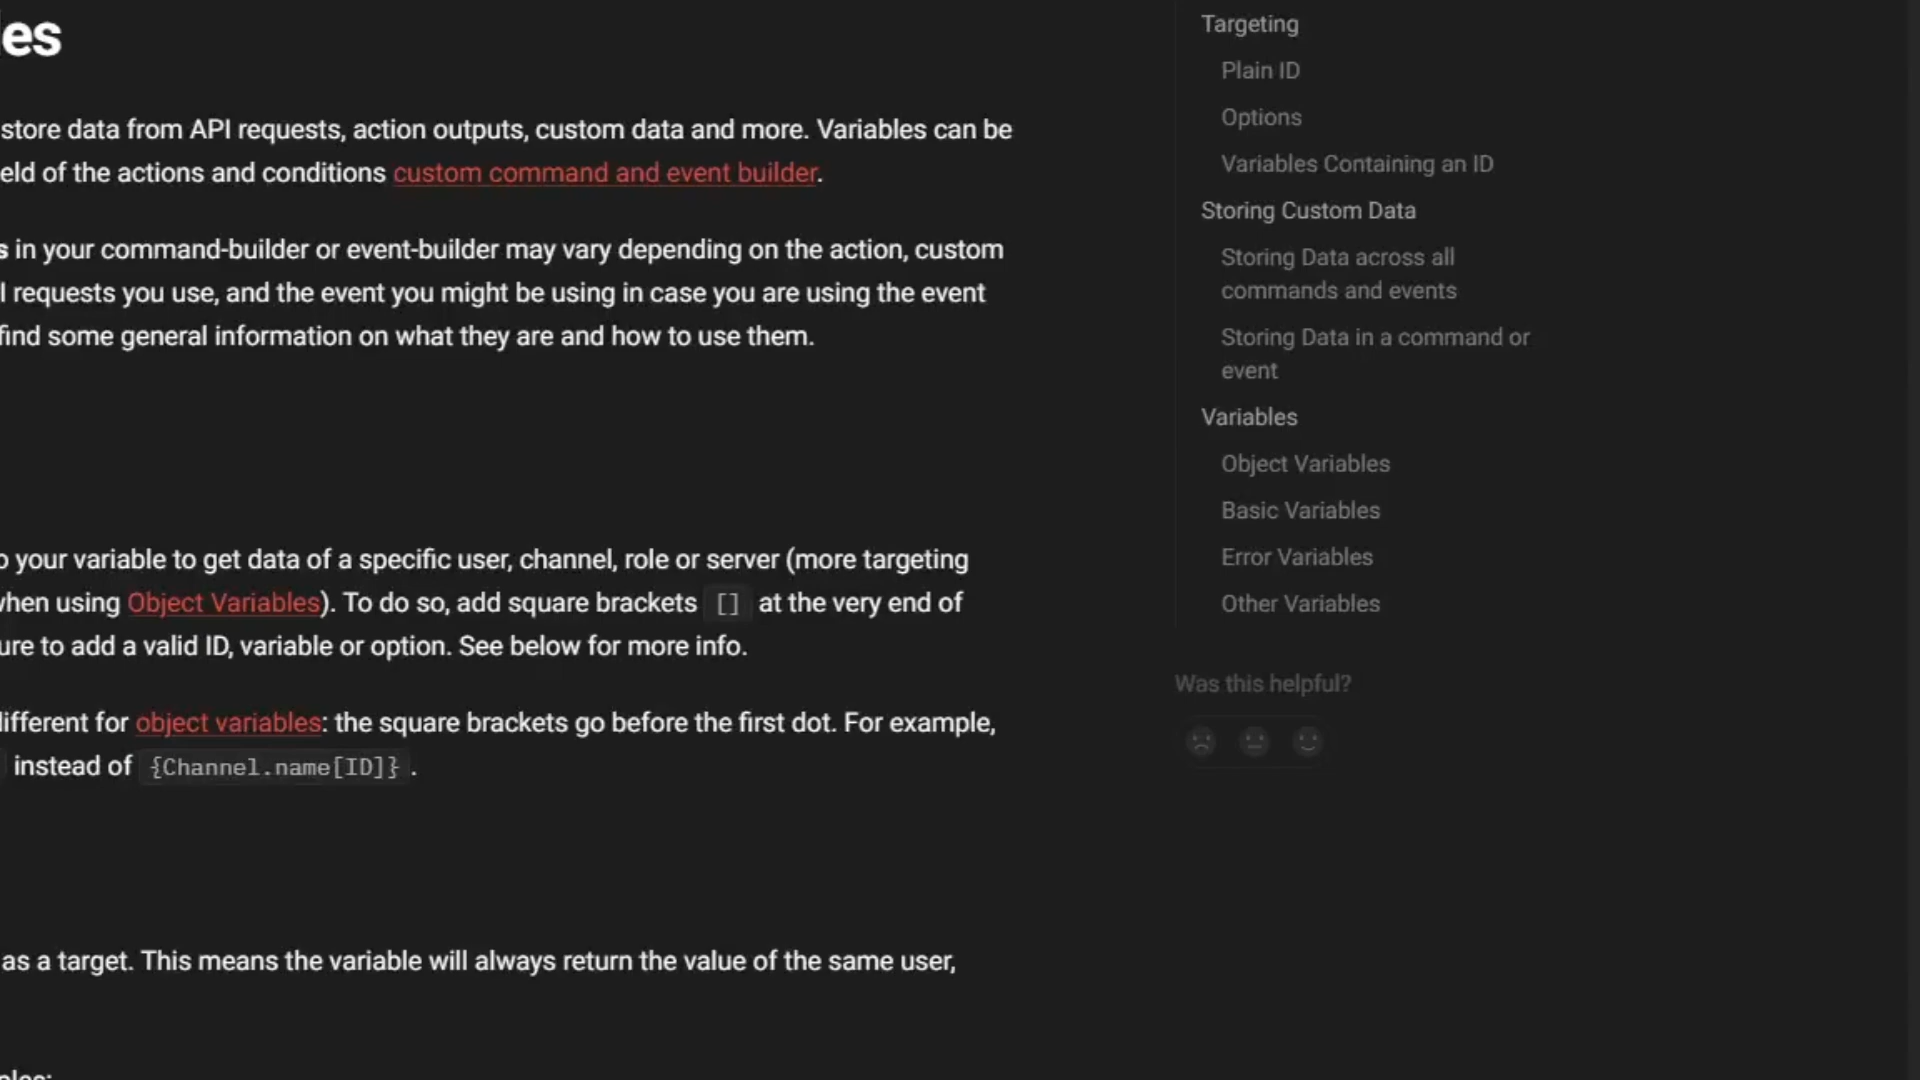 es
store data from API requests, action outputs, custom data and more. Variables can be
eld of the actions and conditions custom command and event builder.
s in your command-builder or event-builder may vary depending on the action, custom
I requests you use, and the event you might be using in case you are using the event
find some general information on what they are and how to use them.
o your variable to get data of a specific user, channel, role or server (more targeting
when using Object Variables). To do so, add square brackets [] at the very end of
ure to add a valid ID, variable or option. See below for more info.
different for object variables: the square brackets go before the first dot. For example,
instead of {Channel.name[ID]} .
as a target. This means the variable will always return the value of the same user,
ples:
Targeting
Plain ID
Options
Variables Containing an ID
Storing Custom Data
Storing Data across all
commands and events
Storing Data in a command or
event
Variables
Object Variables
Basic Variables
Error Variables
Other Variables
Was this helpful?